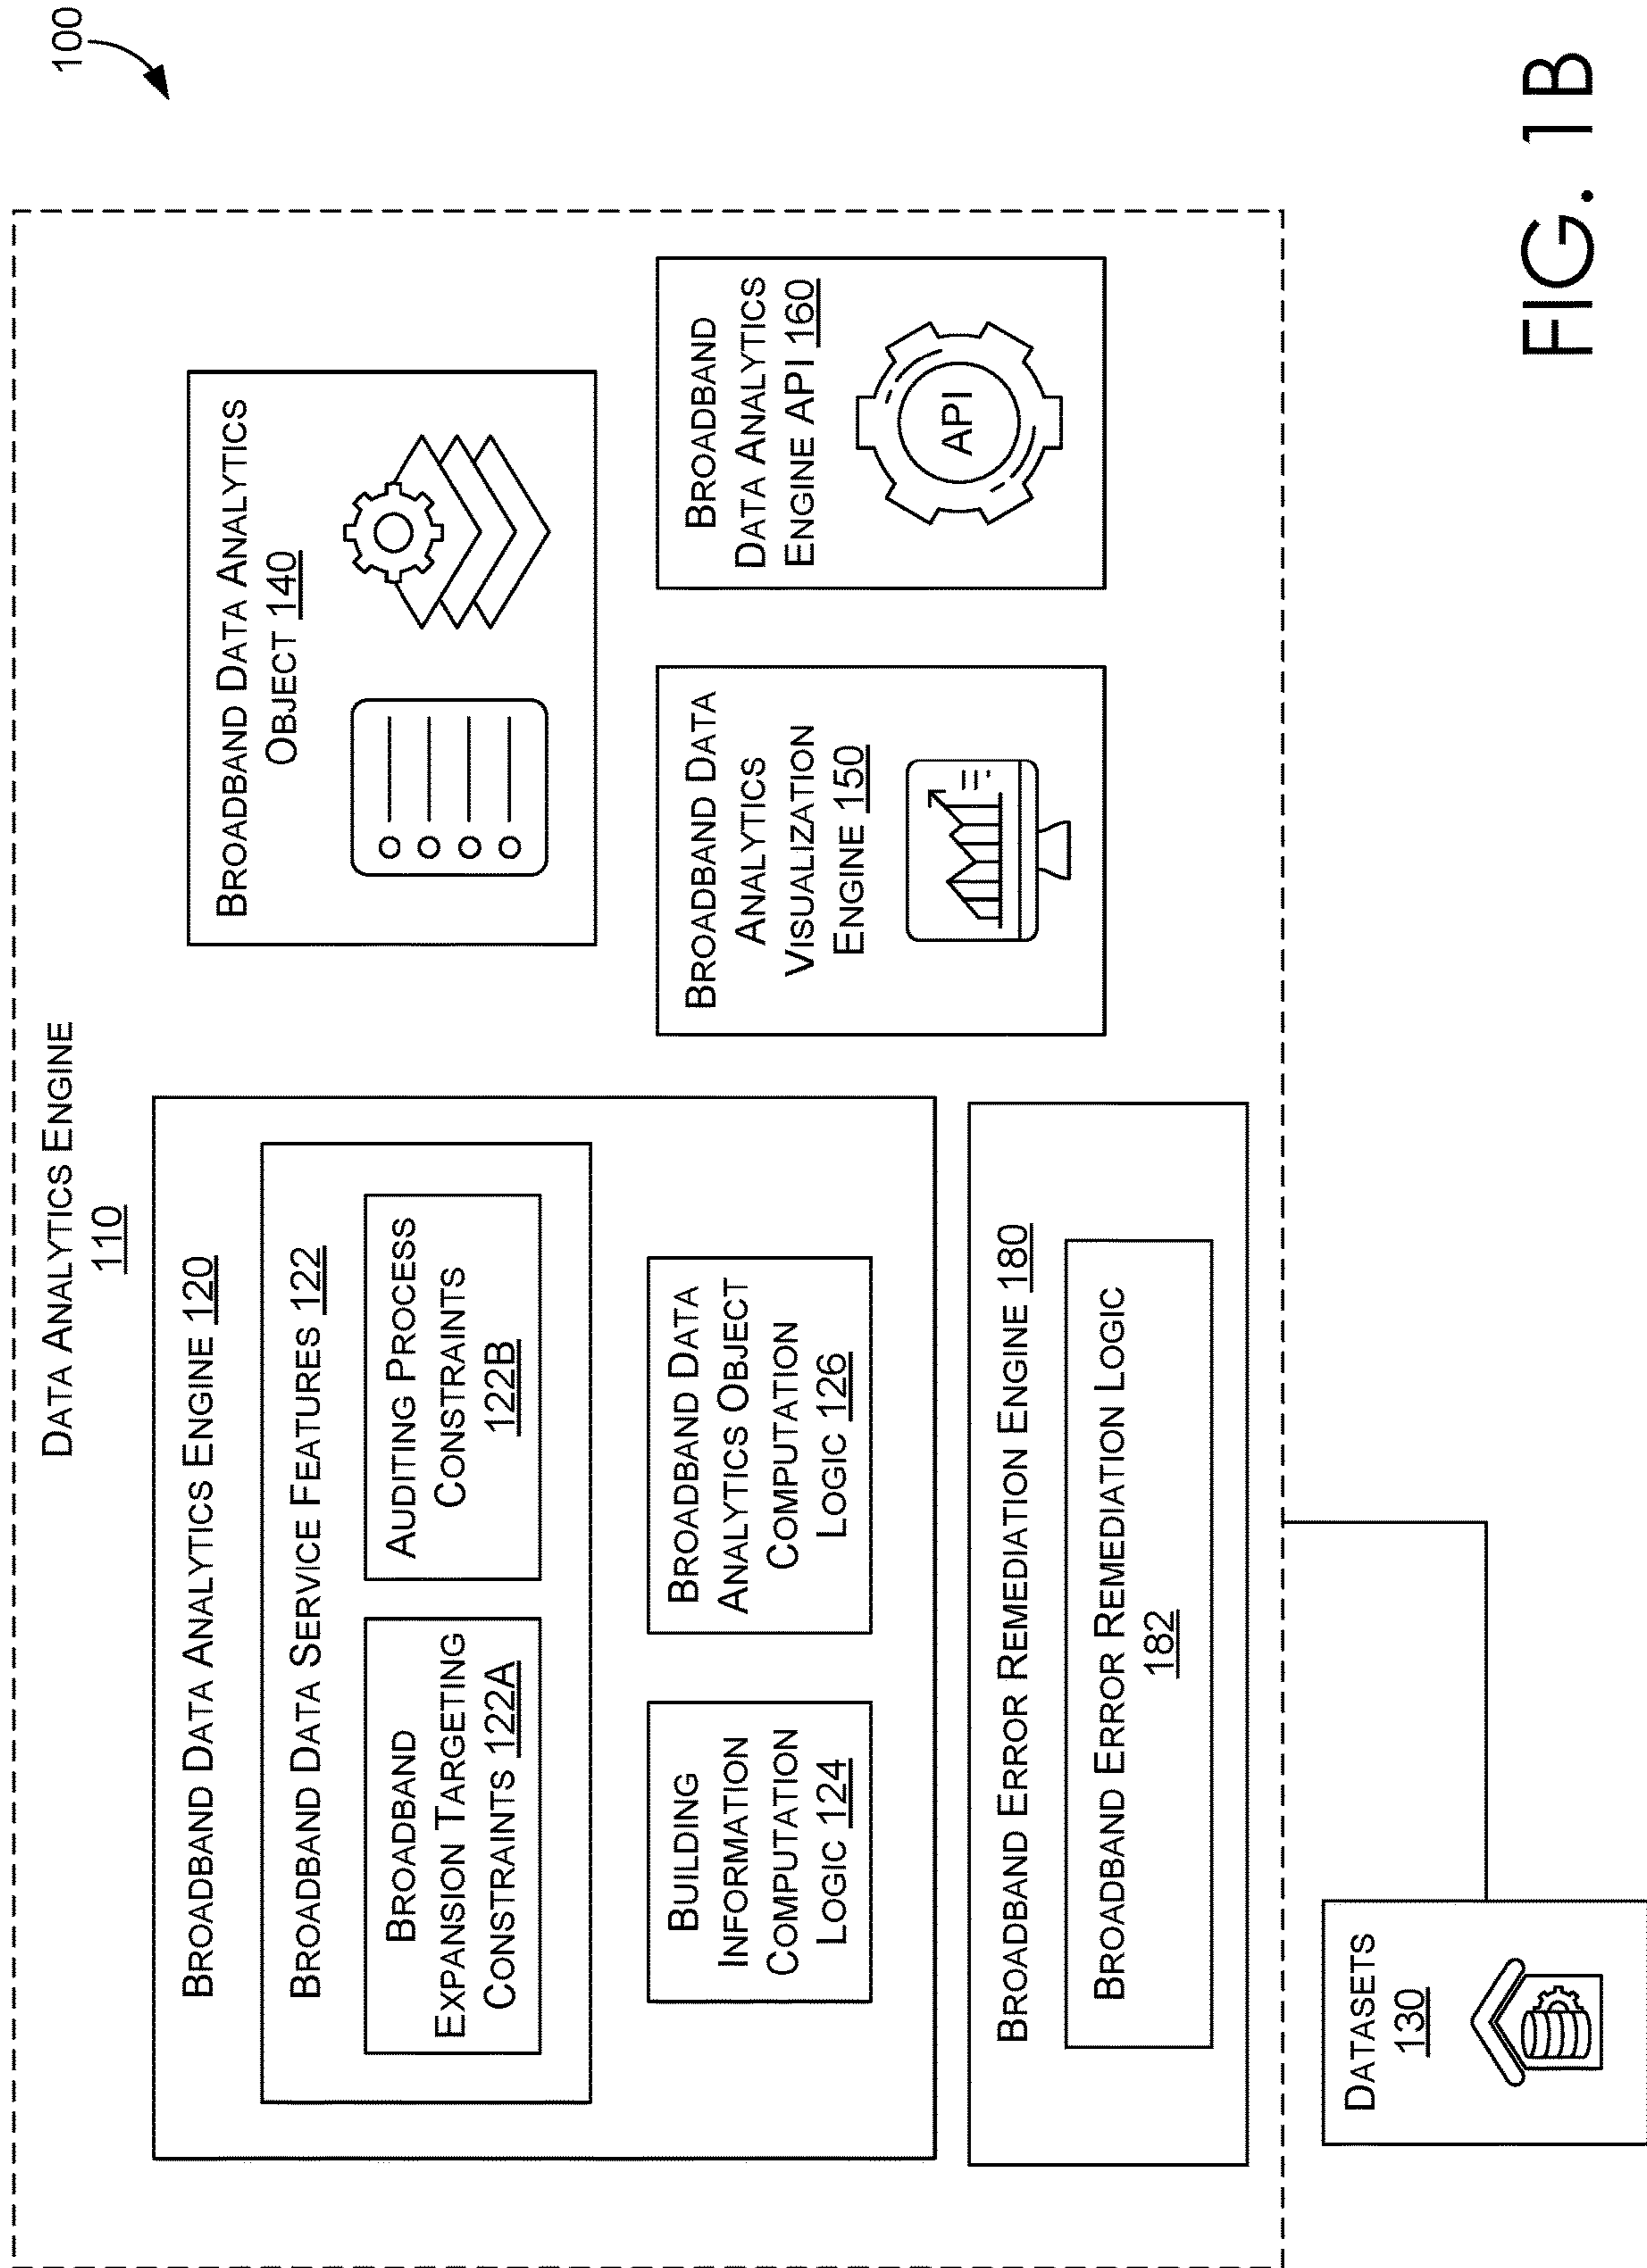 100
DATA ANALYTICS ENGINE
110
BROADBAND DATA ANALYTICS ENGINE 120
BROADBAND DATA SERVICE FEATURES 122
BROADBAND
EXPANSION TARGETING
CONSTRAINTS 122A
AUDITING PROCESS
CONSTRAINTS
122B
BUILDING
INFORMATION
COMPUTATION
LOGIC 124
BROADBAND DATA
ANALYTICS OBJECT
COMPUTATION
LOGIC 126
BROADBAND ERROR REMEDIATION ENGINE 180
BROADBAND ERROR REMEDIATION LOGIC
182
BROADBAND DATA ANALYTICS
OBJECT 140
BROADBAND DATA
ANALYTICS
VISUALIZATION
ENGINE 150
BROADBAND
DATA ANALYTICS
ENGINE API 160
API
DATASETS
130
FIG. 1B